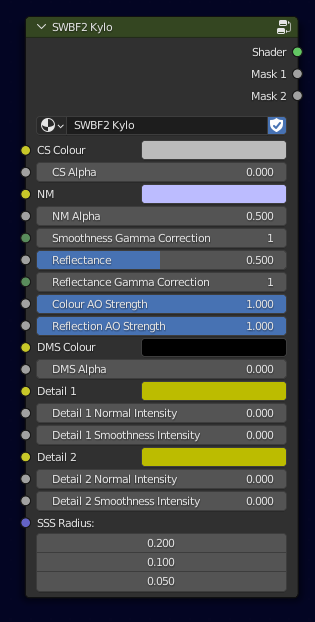 SWBF2 Kylo
Shader
Mask 1
Mask 2
SWBF2 Kylo
CS Colour
CS Alpha 0.000
NM
NM Alpha 0.500
Smoothness Gamma Correction 1
Reflectance 0.500
Reflectance Gamma Correction 1
Colour AO Strength 1.000
Reflection AO Strength 1.000
DMS Colour
DMS Alpha 0.000
Detail 1
Detail 1 Normal Intensity 0.000
Detail 1 Smoothness Intensity 0.000
Detail 2
Detail 2 Normal Intensity 0.000
Detail 2 Smoothness Intensity 0.000
SSS Radius:
0.200
0.100
0.050